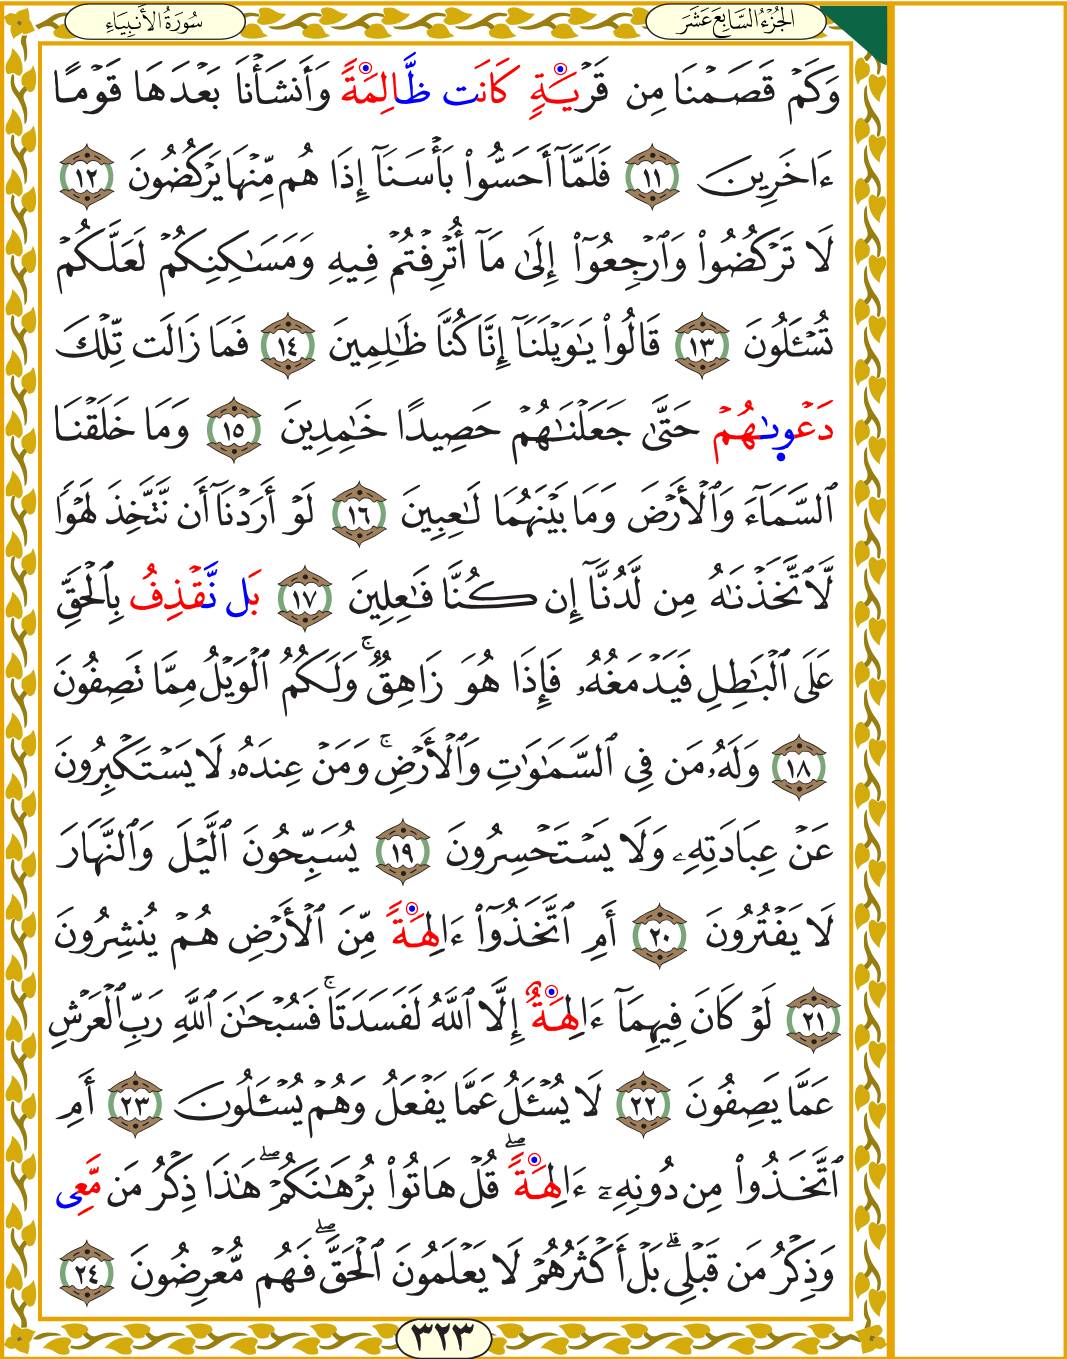 الجُزْءُ السَّابِعَ عَشَرَ
سُورَةُ الأَنبِيَاءِ
وَكَمۡ قَصَمۡنَا مِن قَرۡيَةٖ كَانَت ظَّالِمَةٗ وَأَنشَأۡنَا بَعۡدَهَا قَوۡمًا
ءَاخَرِينَ ١١ فَلَمَّآ أَحَسُّواْ بَأۡسَنَآ إِذَا هُم مِّنۡهَا يَرۡكُضُونَ ١٢
لَا تَرۡكُضُواْ وَٱرۡجِعُوٓاْ إِلَىٰ مَآ أُتۡرِفۡتُمۡ فِيهِ وَمَسَٰكِنِكُمۡ لَعَلَّكُمۡ
تُسۡـَٔلُونَ ١٣ قَالُواْ يَٰوَيۡلَنَآ إِنَّا كُنَّا ظَٰلِمِينَ ١٤ فَمَا زَالَت تِّلۡكَ
دَعۡوىٰهُمۡ حَتَّىٰ جَعَلۡنَٰهُمۡ حَصِيدًا خَٰمِدِينَ ١٥ وَمَا خَلَقۡنَا
ٱلسَّمَآءَ وَٱلۡأَرۡضَ وَمَا بَيۡنَهُمَا لَٰعِبِينَ ١٦ لَوۡ أَرَدۡنَآ أَن نَّتَّخِذَ لَهۡوٗا
لَّٱتَّخَذۡنَٰهُ مِن لَّدُنَّآ إِن كُنَّا فَٰعِلِينَ ١٧ بَل نَّقۡذِفُ بِٱلۡحَقِّ
عَلَى ٱلۡبَٰطِلِ فَيَدۡمَغُهُۥ فَإِذَا هُوَ زَاهِقٞۚ وَلَكُمُ ٱلۡوَيۡلُ مِمَّا تَصِفُونَ
١٨ وَلَهُۥ مَن فِي ٱلسَّمَٰوَٰتِ وَٱلۡأَرۡضِۚ وَمَنۡ عِندَهُۥ لَا يَسۡتَكۡبِرُونَ
عَنۡ عِبَادَتِهِۦ وَلَا يَسۡتَحۡسِرُونَ ١٩ يُسَبِّحُونَ ٱلَّيۡلَ وَٱلنَّهَارَ
لَا يَفۡتُرُونَ ٢٠ أَمِ ٱتَّخَذُوٓاْ ءَالِهَةٗ مِّنَ ٱلۡأَرۡضِ هُمۡ يُنشِرُونَ
٢١ لَوۡ كَانَ فِيهِمَآ ءَالِهَةٌ إِلَّا ٱللَّهُ لَفَسَدَتَاۚ فَسُبۡحَٰنَ ٱللَّهِ رَبِّ ٱلۡعَرۡشِ
عَمَّا يَصِفُونَ ٢٢ لَا يُسۡـَٔلُ عَمَّا يَفۡعَلُ وَهُمۡ يُسۡـَٔلُونَ ٢٣ أَمِ
ٱتَّخَذُواْ مِن دُونِهِۦٓ ءَالِهَةٗۖ قُلۡ هَاتُواْ بُرۡهَٰنَكُمۡۖ هَٰذَا ذِكۡرُ مَن مَّعِي
وَذِكۡرُ مَن قَبۡلِيۚ بَلۡ أَكۡثَرُهُمۡ لَا يَعۡلَمُونَ ٱلۡحَقَّۖ فَهُم مُّعۡرِضُونَ ٢٤
٣٢٣